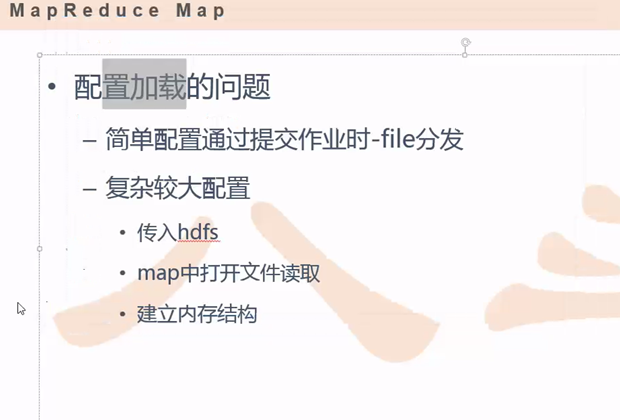 MapReduce Map
• 配置加载的问题
– 简单配置通过提交作业时-file分发
– 复杂较大配置
• 传入hdfs
• map中打开文件读取
• 建立内存结构